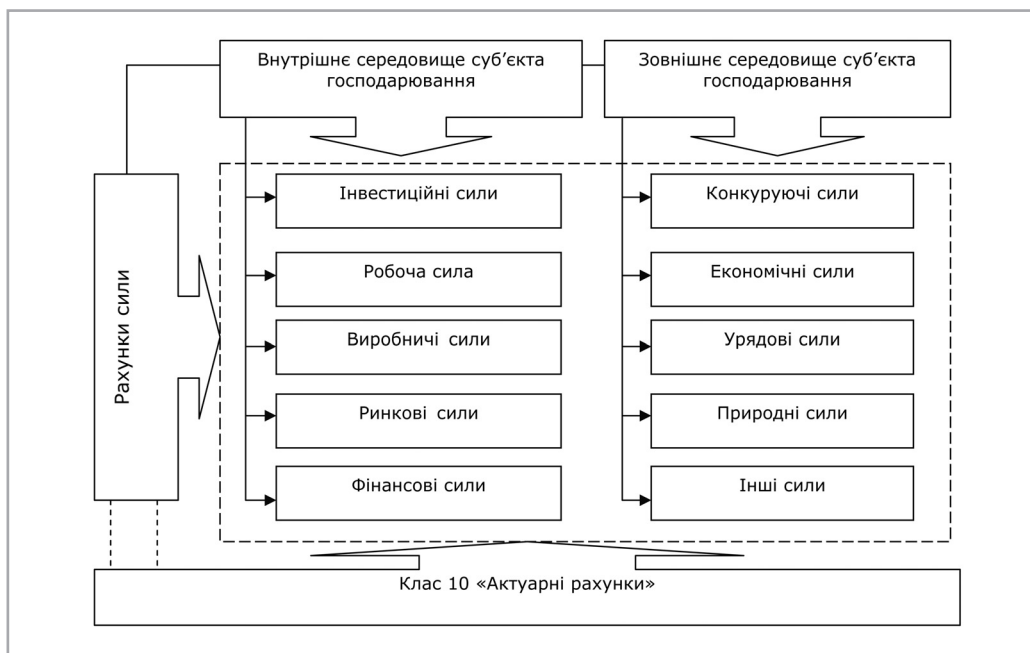 Внутрішнє середовище суб’єкта
господарювання
Зовнішнє середовище суб’єкта
господарювання
Рахунки сили
Інвестиційні сили
Робоча сила
Виробничі сили
Ринкові сили
Фінансові сили
Конкуруючі сили
Економічні сили
Урядові сили
Природні сили
Інші сили
Клас 10 «Актуарні рахунки»